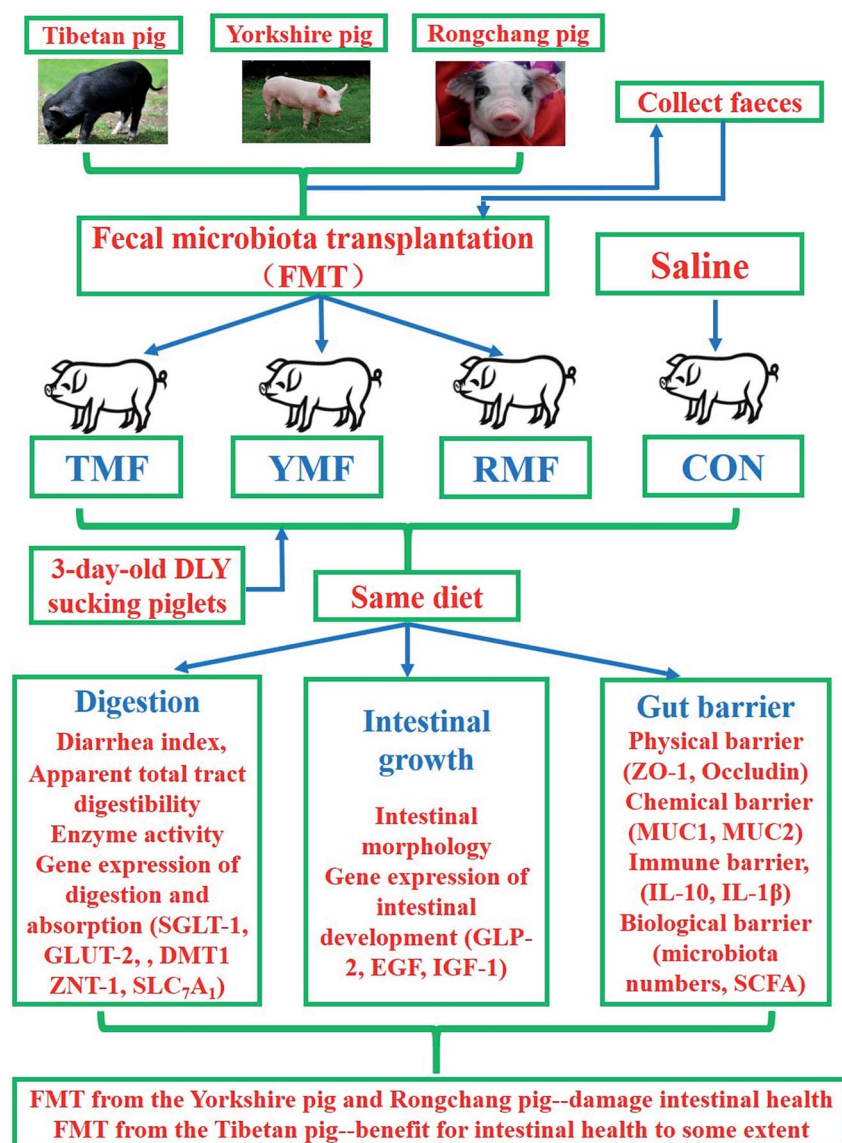 Tibetan pig
Yorkshire pig
Rongchang pig
Collect faeces
Fecal microbiota transplantation
（FMT）
Saline
TMF
YMF
RMF
CON
3-day-old DLY
sucking piglets
Same diet
Digestion
Diarrhea index,
Apparent total tract
digestibility
Enzyme activity
Gene expression of
digestion and
absorption (SGLT-1,
GLUT-2, , DMT1
ZNT-1, SLC₇A₁)
Intestinal
growth
Intestinal
morphology
Gene expression of
intestinal
development (GLP-
2, EGF, IGF-1)
Gut barrier
Physical barrier
(ZO-1, Occludin)
Chemical barrier
(MUC1, MUC2)
Immune barrier,
(IL-10, IL-1β)
Biological barrier
(microbiota
numbers, SCFA)
FMT from the Yorkshire pig and Rongchang pig--damage intestinal health
FMT from the Tibetan pig--benefit for intestinal health to some extent